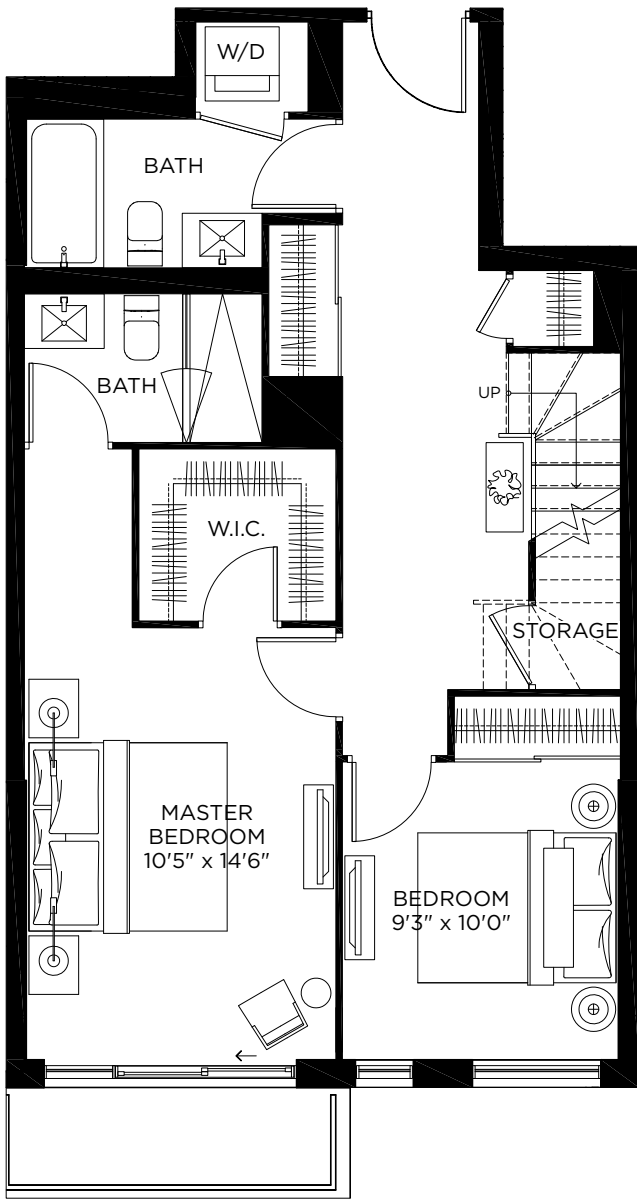 W/D
BATH
BATH
UP
W.I.C.
STORAGE
MASTER
BEDROOM
10'5" x 14'6"
BEDROOM
9'3" x 10'0"